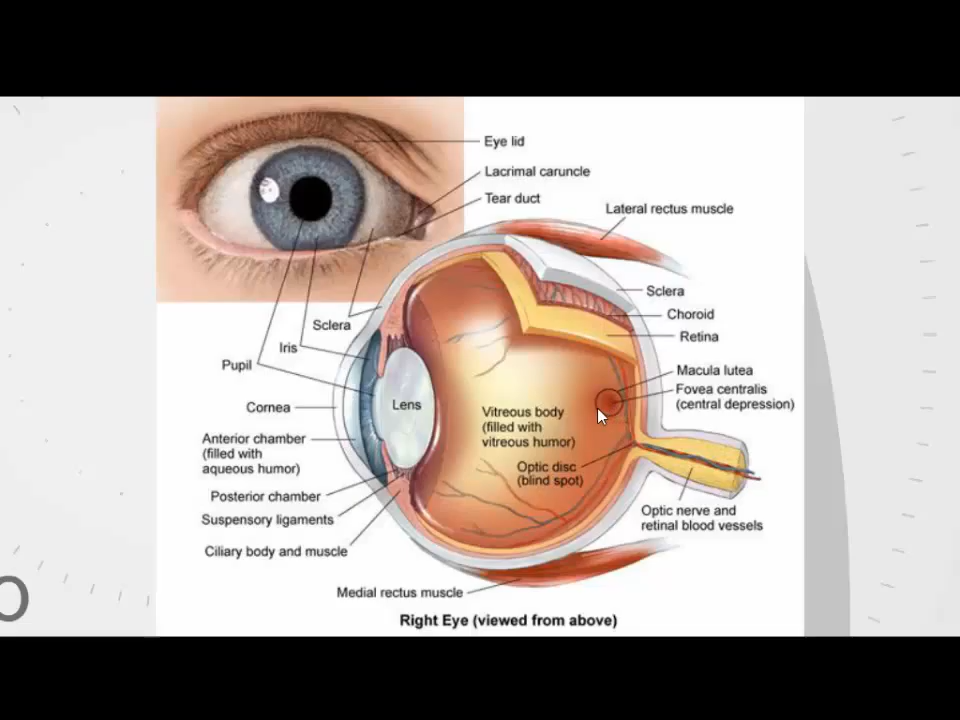 Eye lid
Lacrimal caruncle
Tear duct
Lateral rectus muscle
Sclera
Choroid
Retina
Macula lutea
Fovea centralis
(central depression)
Sclera
Iris
Pupil
Cornea
Lens
Anterior chamber
(filled with
aqueous humor)
Posterior chamber
Suspensory ligaments
Ciliary body and muscle
Vitreous body
(filled with
vitreous humor)
Optic disc
(blind spot)
Optic nerve and
retinal blood vessels
Medial rectus muscle
Right Eye (viewed from above)